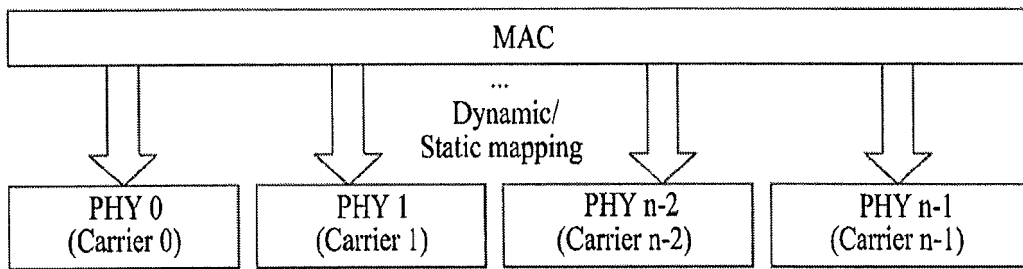 MAC
...
Dynamic/
Static mapping
PHY 0
(Carrier 0)
PHY 1
(Carrier 1)
PHY n-2
(Carrier n-2)
PHY n-1
(Carrier n-1)